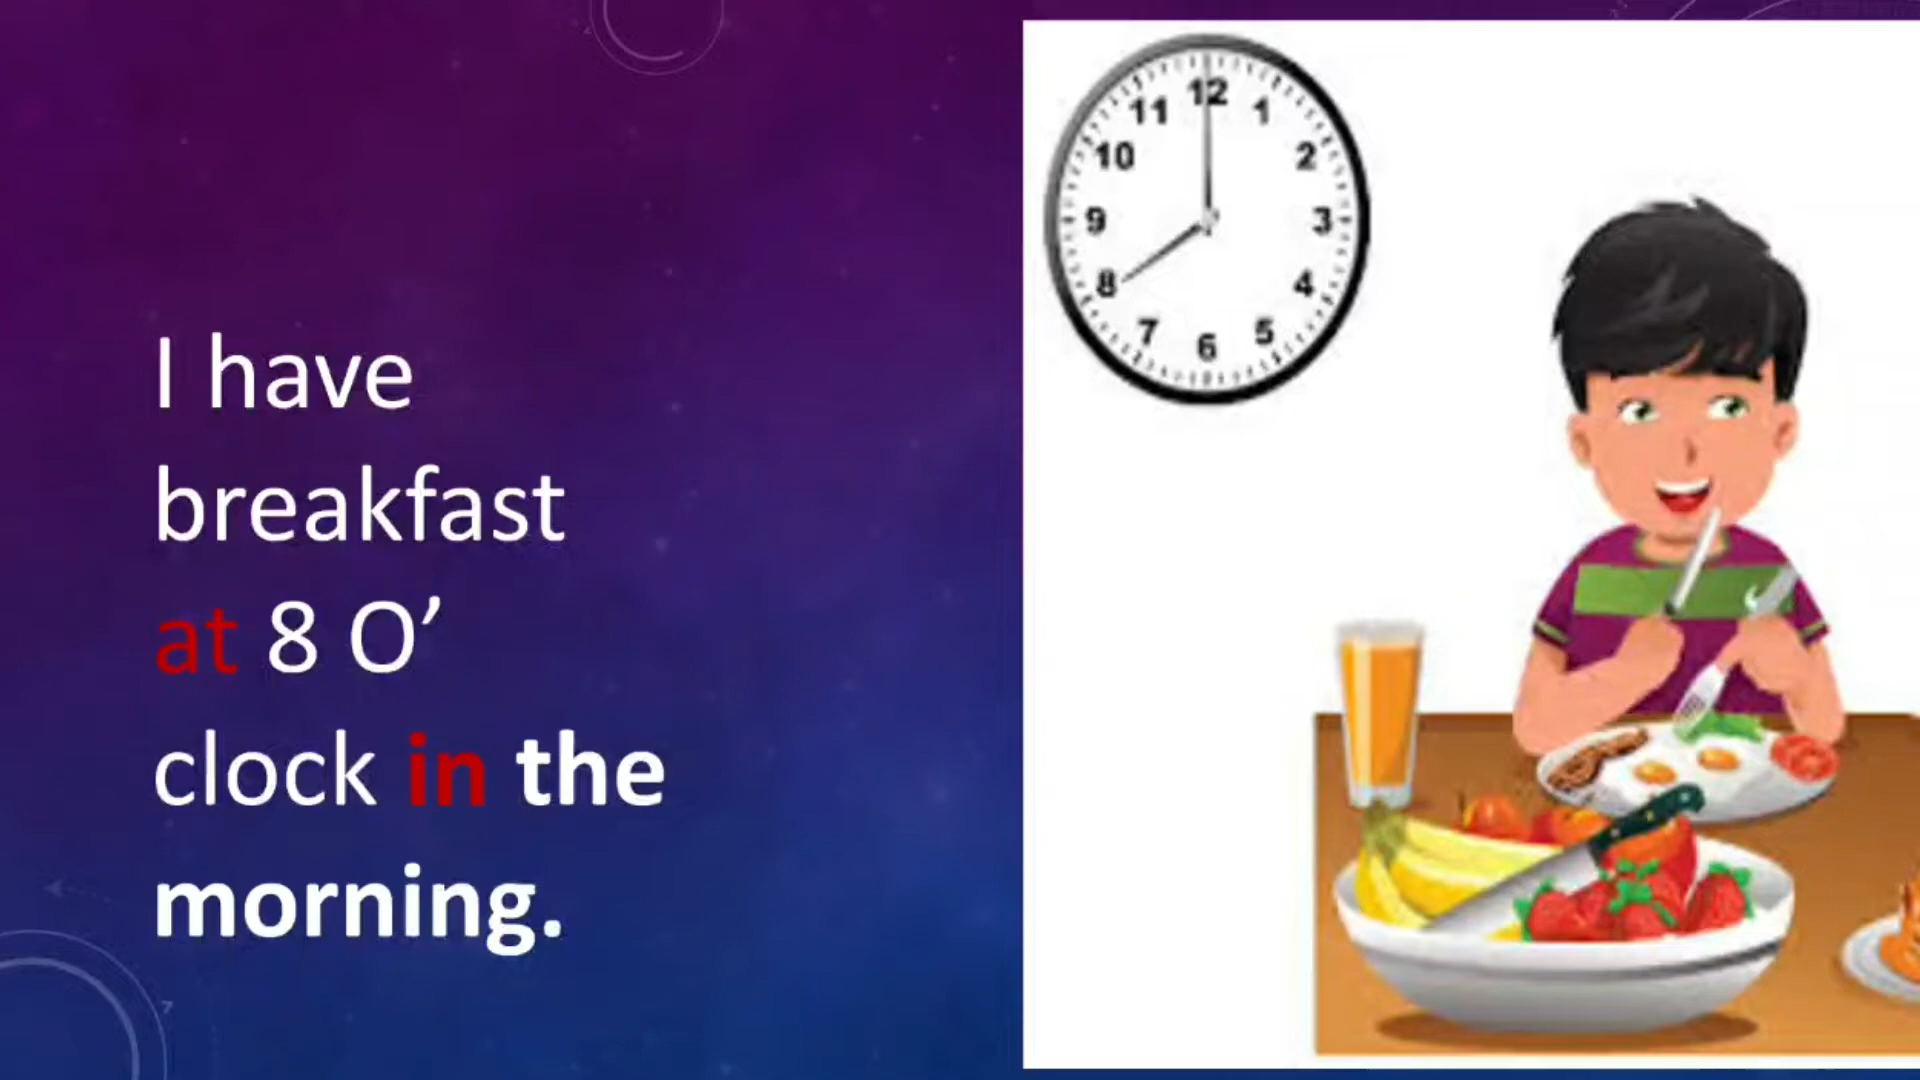 I have
breakfast
at 8 O’
clock in the
morning.
12
11
1
10
2
9
3
8
4
7
5
6